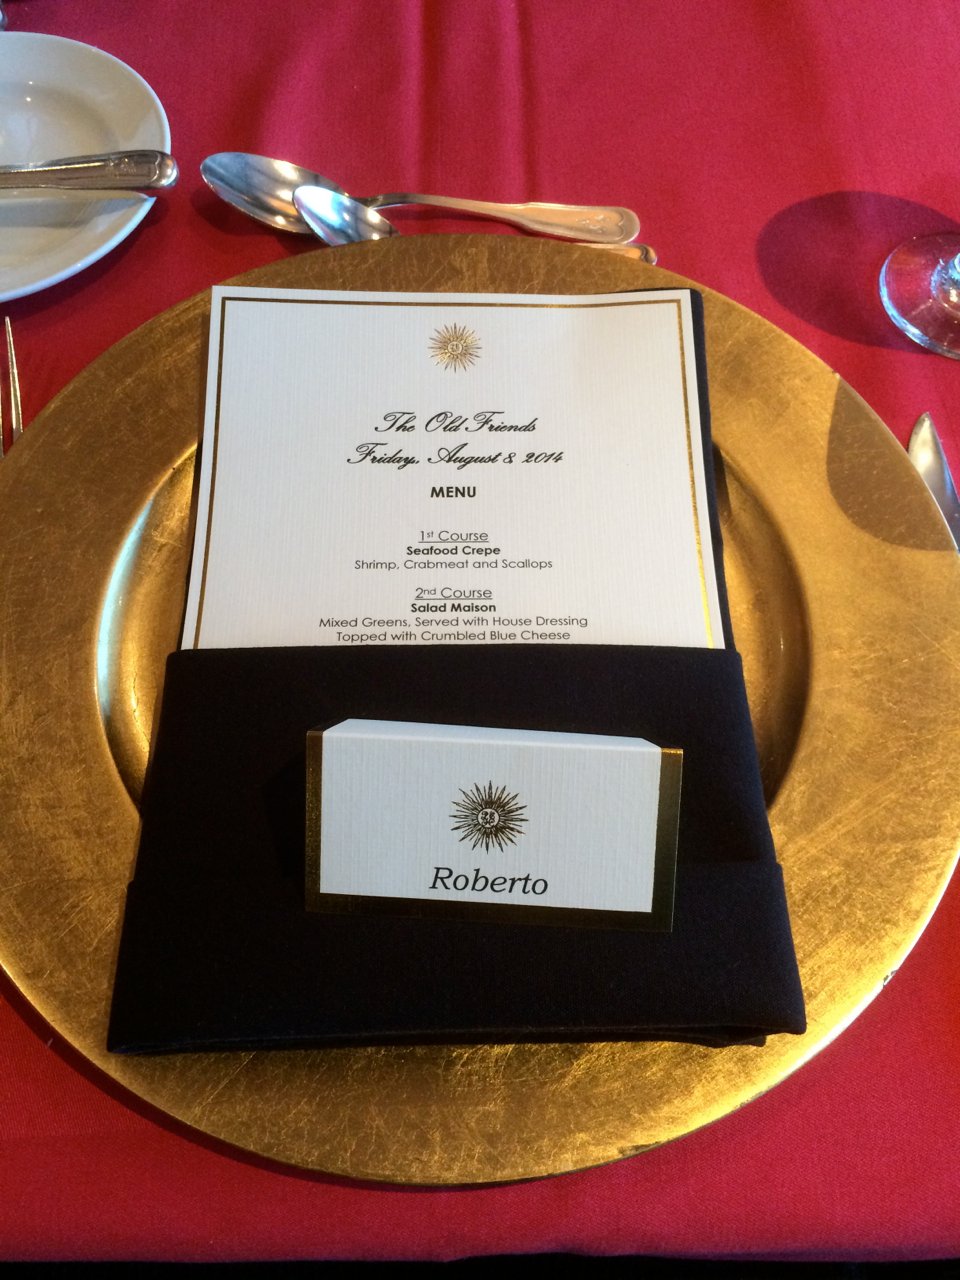 The Old Friends
Friday, August 8, 2014
MENU
1st Course
Seafood Crepe
Shrimp, Crabmeat and Scallops
2nd Course
Salad Maison
Mixed Greens, Served with House Dressing
Topped with Crumbled Blue Cheese
Roberto